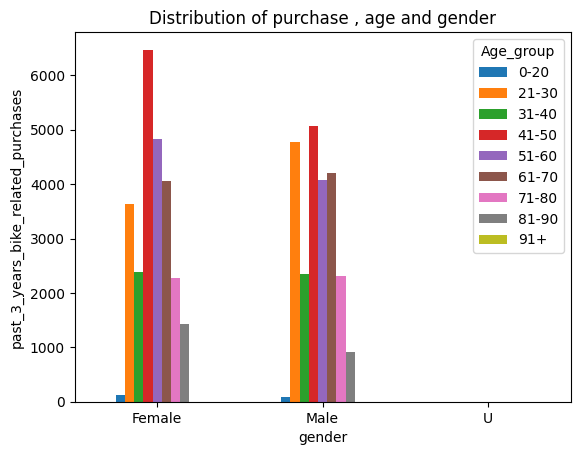 Distribution of purchase , age and gender
past_3_years_bike_related_purchases
6000
5000
4000
3000
2000
1000
0
Female
Male
U
gender
Age_group
0-20
21-30
31-40
41-50
51-60
61-70
71-80
81-90
91+